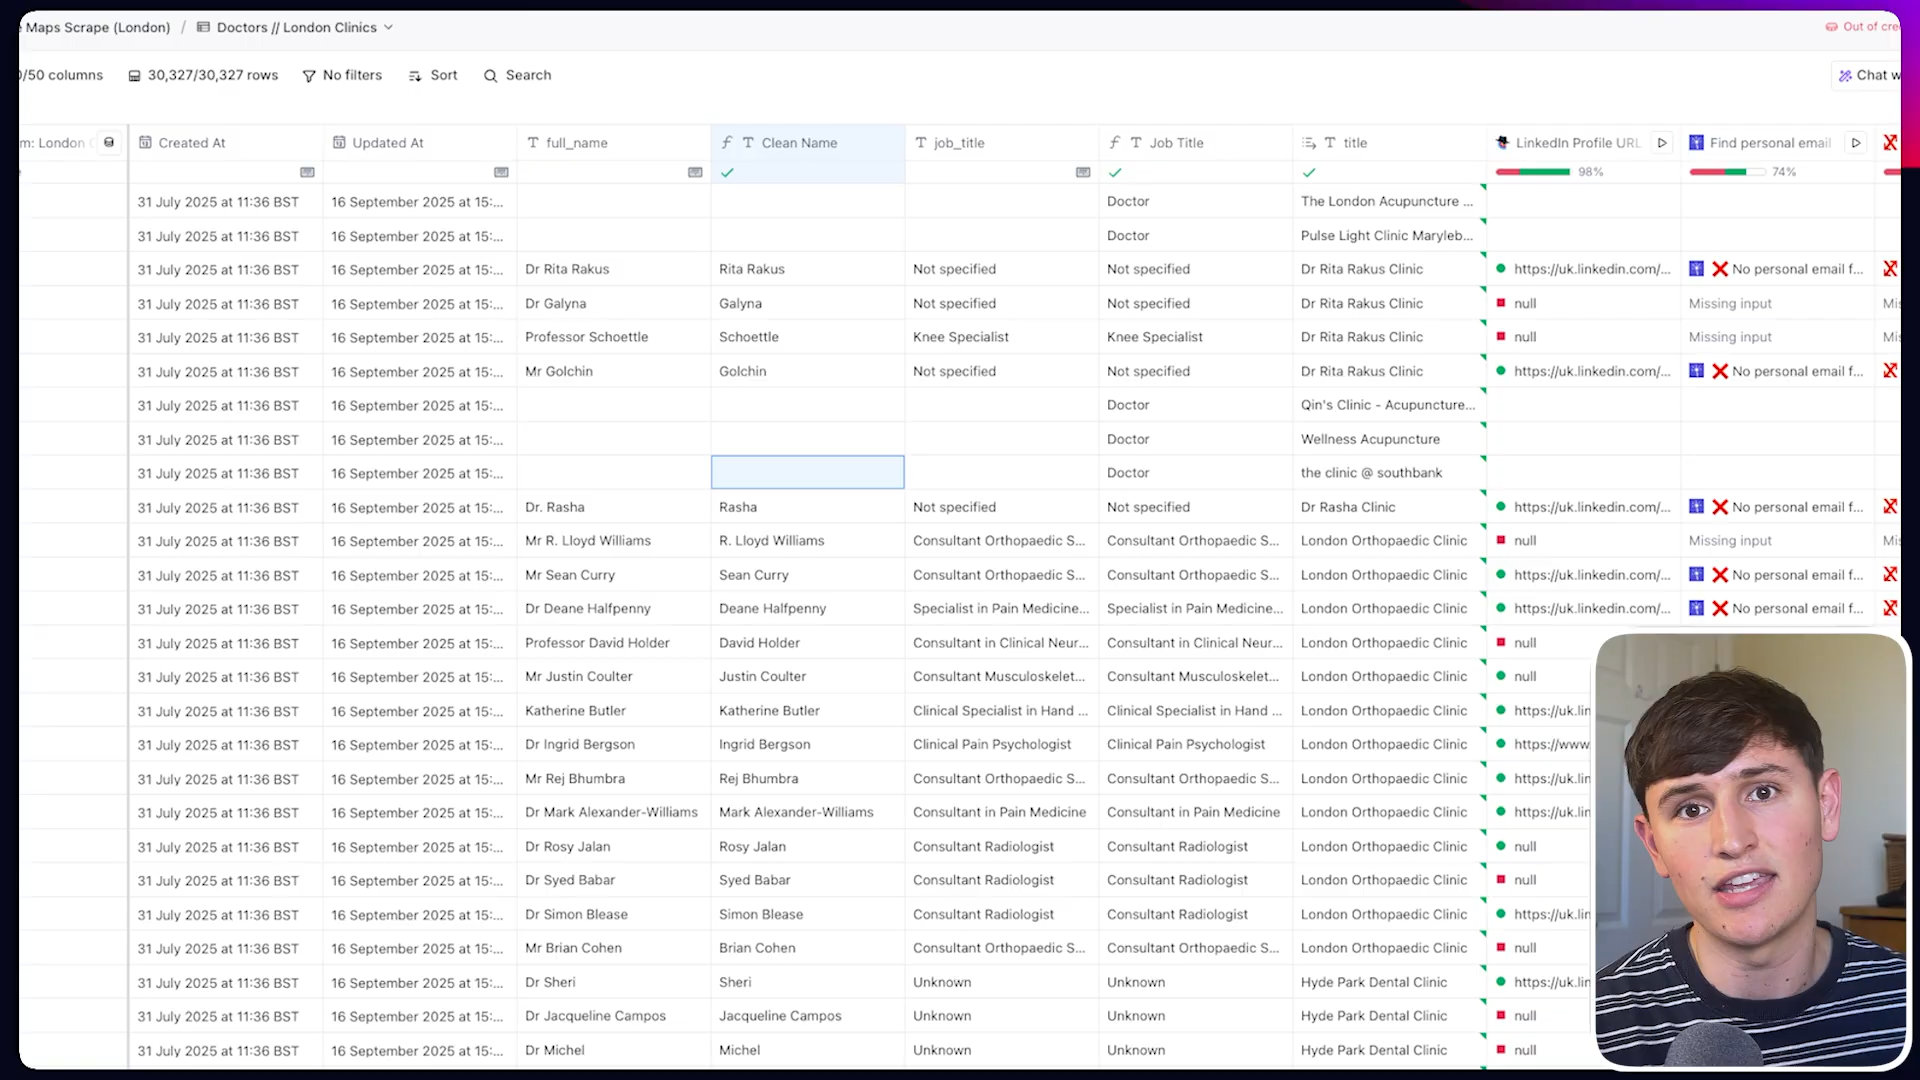 e Maps Scrape (London) / Doctors // London Clinics
Out of cre
0/50 columns 30,327/30,327 rows No filters Sort Search
Chat w
m: London C Created At Updated At full_name Clean Name job_title Job Title title LinkedIn Profile URL Find personal email
98% 74%
31 July 2025 at 11:36 BST 16 September 2025 at 15:... Doctor The London Acupuncture ...
31 July 2025 at 11:36 BST 16 September 2025 at 15:... Doctor Pulse Light Clinic Maryleb...
31 July 2025 at 11:36 BST 16 September 2025 at 15:... Dr Rita Rakus Rita Rakus Not specified Not specified Dr Rita Rakus Clinic https://uk.linkedin.com/... No personal email f...
31 July 2025 at 11:36 BST 16 September 2025 at 15:... Dr Galyna Galyna Not specified Not specified Dr Rita Rakus Clinic null Missing input Mis
31 July 2025 at 11:36 BST 16 September 2025 at 15:... Professor Schoettle Schoettle Knee Specialist Knee Specialist Dr Rita Rakus Clinic null Missing input Mis
31 July 2025 at 11:36 BST 16 September 2025 at 15:... Mr Golchin Golchin Not specified Not specified Dr Rita Rakus Clinic https://uk.linkedin.com/... No personal email f...
31 July 2025 at 11:36 BST 16 September 2025 at 15:... Doctor Qin's Clinic - Acupuncture...
31 July 2025 at 11:36 BST 16 September 2025 at 15:... Doctor Wellness Acupuncture
31 July 2025 at 11:36 BST 16 September 2025 at 15:... Doctor the clinic @ southbank
31 July 2025 at 11:36 BST 16 September 2025 at 15:... Dr. Rasha Rasha Not specified Not specified Dr Rasha Clinic https://uk.linkedin.com/... No personal email f...
31 July 2025 at 11:36 BST 16 September 2025 at 15:... Mr R. Lloyd Williams R. Lloyd Williams Consultant Orthopaedic S... Consultant Orthopaedic S... London Orthopaedic Clinic null Missing input Mis
31 July 2025 at 11:36 BST 16 September 2025 at 15:... Mr Sean Curry Sean Curry Consultant Orthopaedic S... Consultant Orthopaedic S... London Orthopaedic Clinic https://uk.linkedin.com/... No personal email f...
31 July 2025 at 11:36 BST 16 September 2025 at 15:... Dr Deane Halfpenny Deane Halfpenny Specialist in Pain Medicine... Specialist in Pain Medicine... London Orthopaedic Clinic https://uk.linkedin.com/... No personal email f...
31 July 2025 at 11:36 BST 16 September 2025 at 15:... Professor David Holder David Holder Consultant in Clinical Neur... Consultant in Clinical Neur... London Orthopaedic Clinic null
31 July 2025 at 11:36 BST 16 September 2025 at 15:... Mr Justin Coulter Justin Coulter Consultant Musculoskelet... Consultant Musculoskelet... London Orthopaedic Clinic null
31 July 2025 at 11:36 BST 16 September 2025 at 15:... Katherine Butler Katherine Butler Clinical Specialist in Hand ... Clinical Specialist in Hand ... London Orthopaedic Clinic https://uk.lin
31 July 2025 at 11:36 BST 16 September 2025 at 15:... Dr Ingrid Bergson Ingrid Bergson Clinical Pain Psychologist Clinical Pain Psychologist London Orthopaedic Clinic https://www
31 July 2025 at 11:36 BST 16 September 2025 at 15:... Mr Rej Bhumbra Rej Bhumbra Consultant Orthopaedic S... Consultant Orthopaedic S... London Orthopaedic Clinic https://uk.lin
31 July 2025 at 11:36 BST 16 September 2025 at 15:... Dr Mark Alexander-Williams Mark Alexander-Williams Consultant in Pain Medicine Consultant in Pain Medicine London Orthopaedic Clinic https://uk.lin
31 July 2025 at 11:36 BST 16 September 2025 at 15:... Dr Rosy Jalan Rosy Jalan Consultant Radiologist Consultant Radiologist London Orthopaedic Clinic null
31 July 2025 at 11:36 BST 16 September 2025 at 15:... Dr Syed Babar Syed Babar Consultant Radiologist Consultant Radiologist London Orthopaedic Clinic null
31 July 2025 at 11:36 BST 16 September 2025 at 15:... Dr Simon Blease Simon Blease Consultant Radiologist Consultant Radiologist London Orthopaedic Clinic https://uk.lin
31 July 2025 at 11:36 BST 16 September 2025 at 15:... Mr Brian Cohen Brian Cohen Consultant Orthopaedic S... Consultant Orthopaedic S... London Orthopaedic Clinic null
31 July 2025 at 11:36 BST 16 September 2025 at 15:... Dr Sheri Sheri Unknown Unknown Hyde Park Dental Clinic https://uk.lin
31 July 2025 at 11:36 BST 16 September 2025 at 15:... Dr Jacqueline Campos Jacqueline Campos Unknown Unknown Hyde Park Dental Clinic null
31 July 2025 at 11:36 BST 16 September 2025 at 15:... Dr Michel Michel Unknown Unknown Hyde Park Dental Clinic null